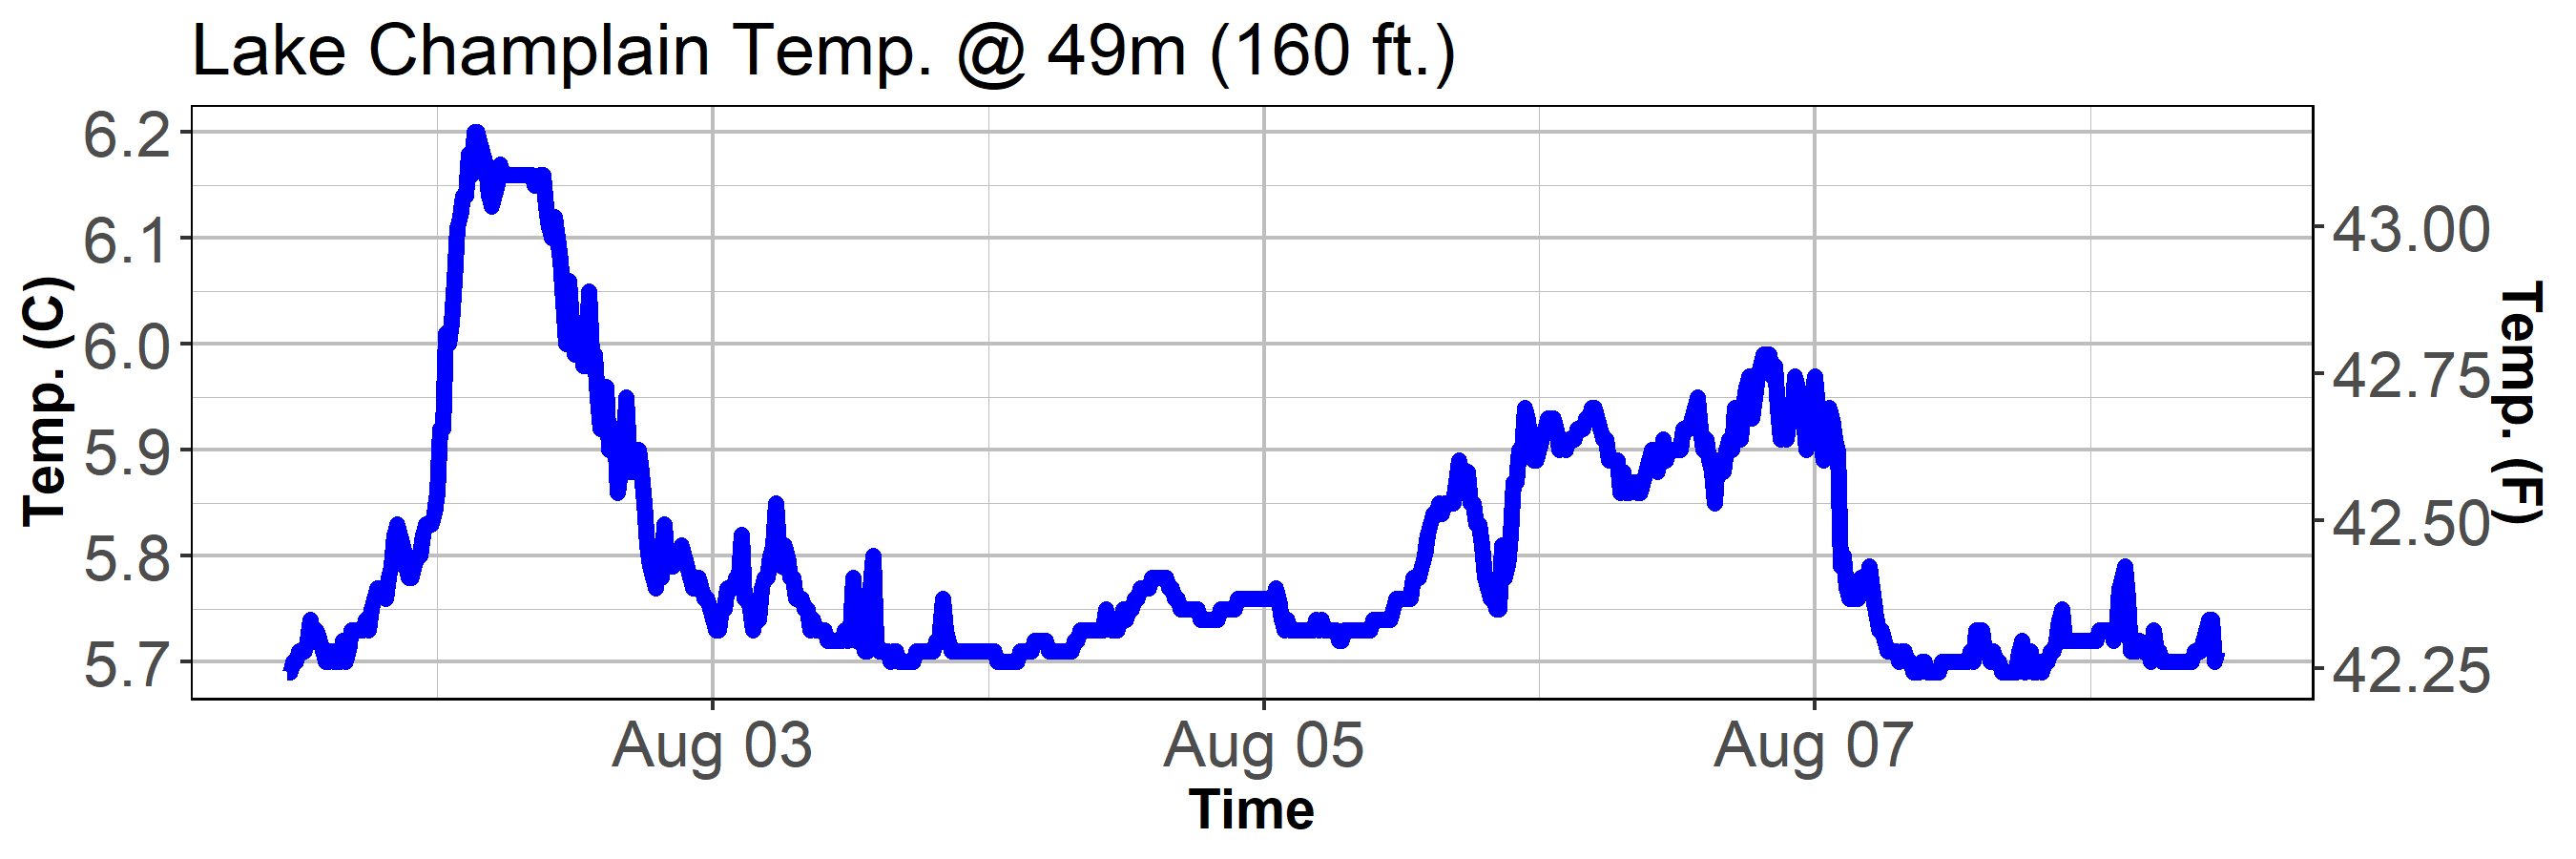 Lake Champlain Temp. @ 49m (160 ft.)
6.2
6.1
6.0
5.9
5.8
5.7
Temp. (C)
43.00
42.75
42.50
42.25
Temp. (F)
Aug 03 Aug 05 Aug 07
Time